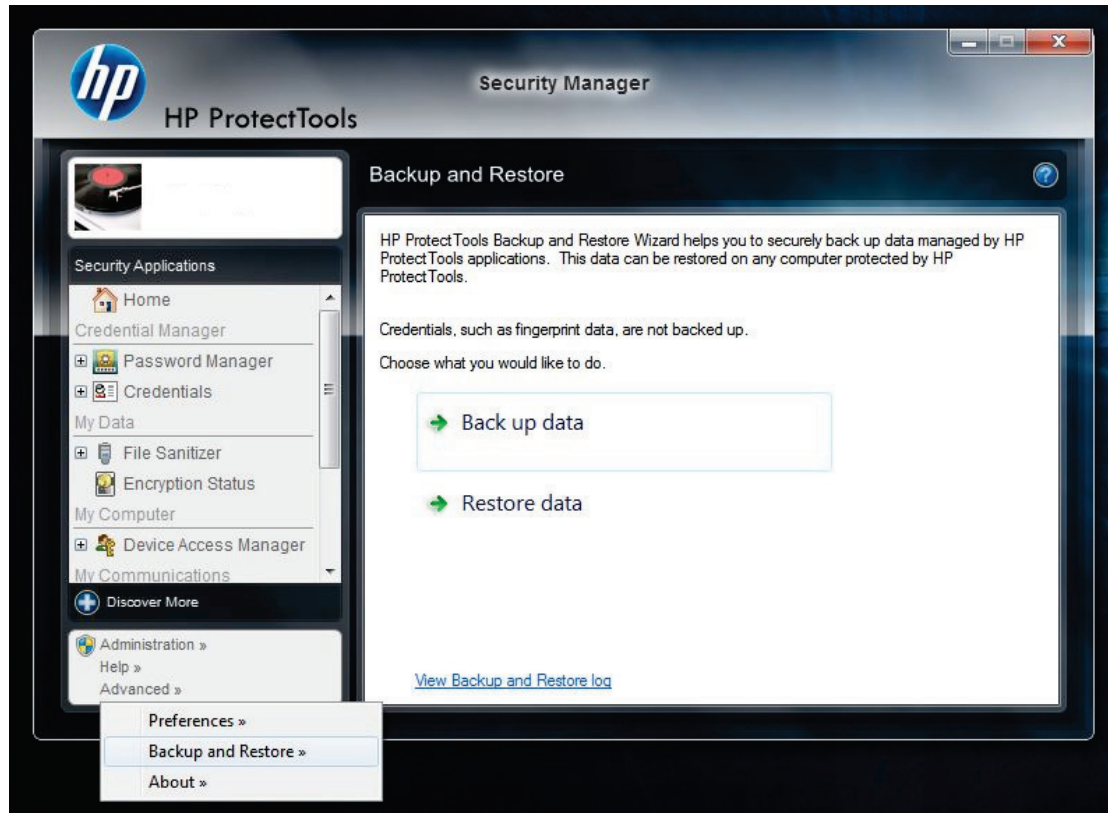 hp
HP ProtectTools
Security Manager
Security Applications
Home
Credential Manager
Password Manager
Credentials
My Data
File Sanitizer
Encryption Status
My Computer
Device Access Manager
My Communications
Discover More
Administration »
Help »
Advanced »
Preferences »
Backup and Restore »
About »
Backup and Restore
?
HP ProtectTools Backup and Restore Wizard helps you to securely back up data managed by HP
ProtectTools applications. This data can be restored on any computer protected by HP
ProtectTools.
Credentials, such as fingerprint data, are not backed up.
Choose what you would like to do.
Back up data
Restore data
View Backup and Restore log